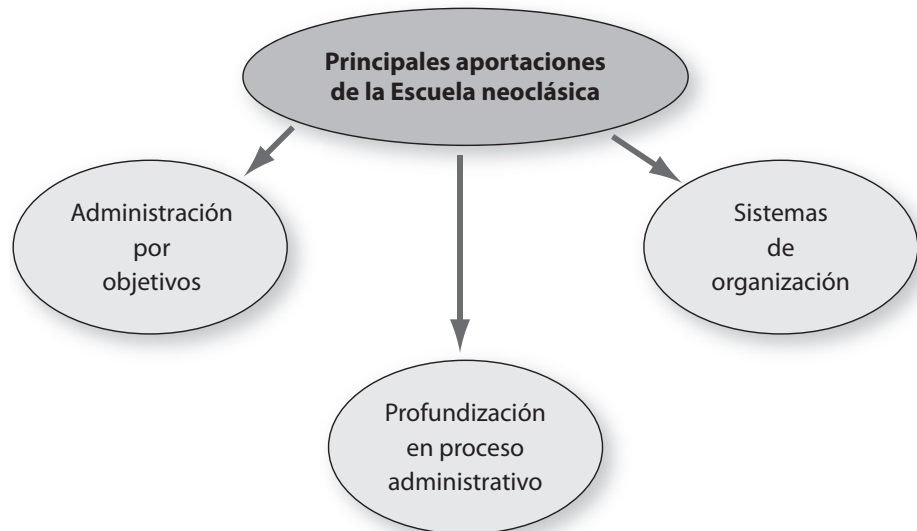 Principales aportaciones
de la Escuela neoclásica
Administración
por
objetivos
Sistemas
de
organización
Profundización
en proceso
administrativo